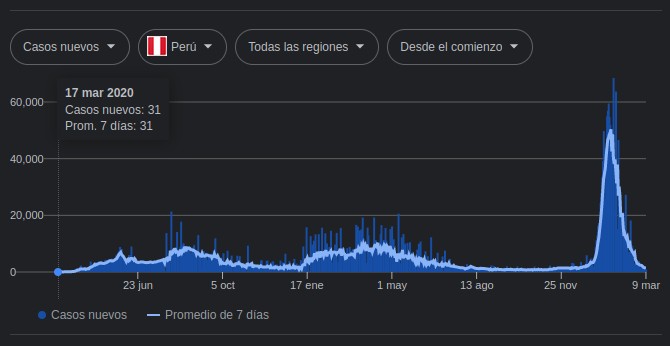 Casos nuevos
Perú
Todas las regiones
Desde el comienzo
17 mar 2020
Casos nuevos: 31
Prom. 7 días: 31
60,000
40,000
20,000
0
23 jun
5 oct
17 ene
1 may
13 ago
25 nov
9 mar
Casos nuevos
Promedio de 7 días